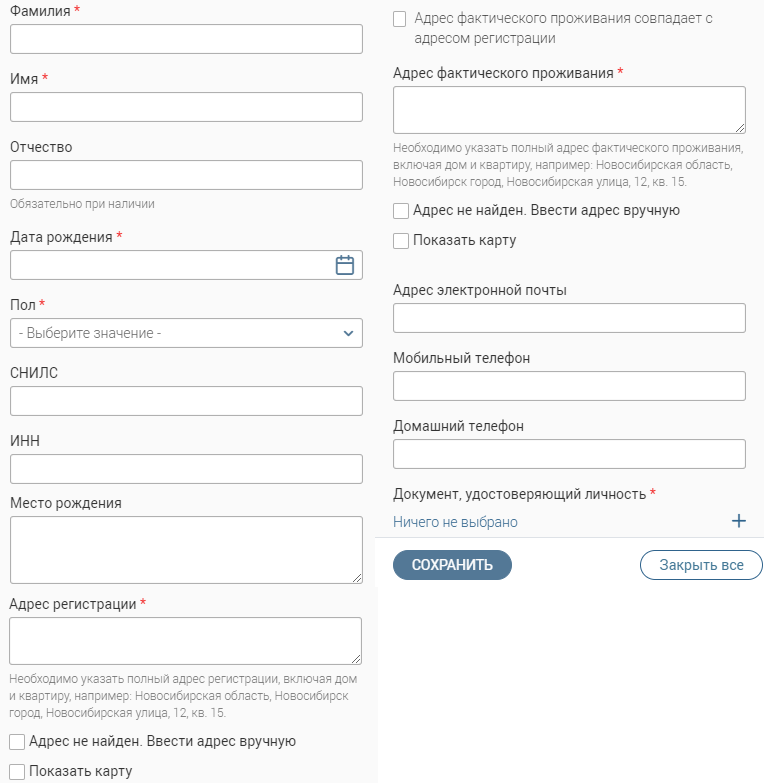 Фамилия *
Имя *
Отчество
Обязательно при наличии
Дата рождения *
Пол *
- Выберите значение -
СНИЛС
ИНН
Место рождения
Адрес регистрации *
Необходимо указать полный адрес регистрации, включая дом
и квартиру, например: Новосибирская область, Новосибирск
город, Новосибирская улица, 12, кв. 15.
Адрес не найден. Ввести адрес вручную
Показать карту
Адрес фактического проживания совпадает с
адресом регистрации
Адрес фактического проживания *
Необходимо указать полный адрес фактического проживания,
включая дом и квартиру, например: Новосибирская область,
Новосибирск город, Новосибирская улица, 12, кв. 15.
Адрес не найден. Ввести адрес вручную
Показать карту
Адрес электронной почты
Мобильный телефон
Домашний телефон
Документ, удостоверяющий личность *
Ничего не выбрано
СОХРАНИТЬ
Закрыть все